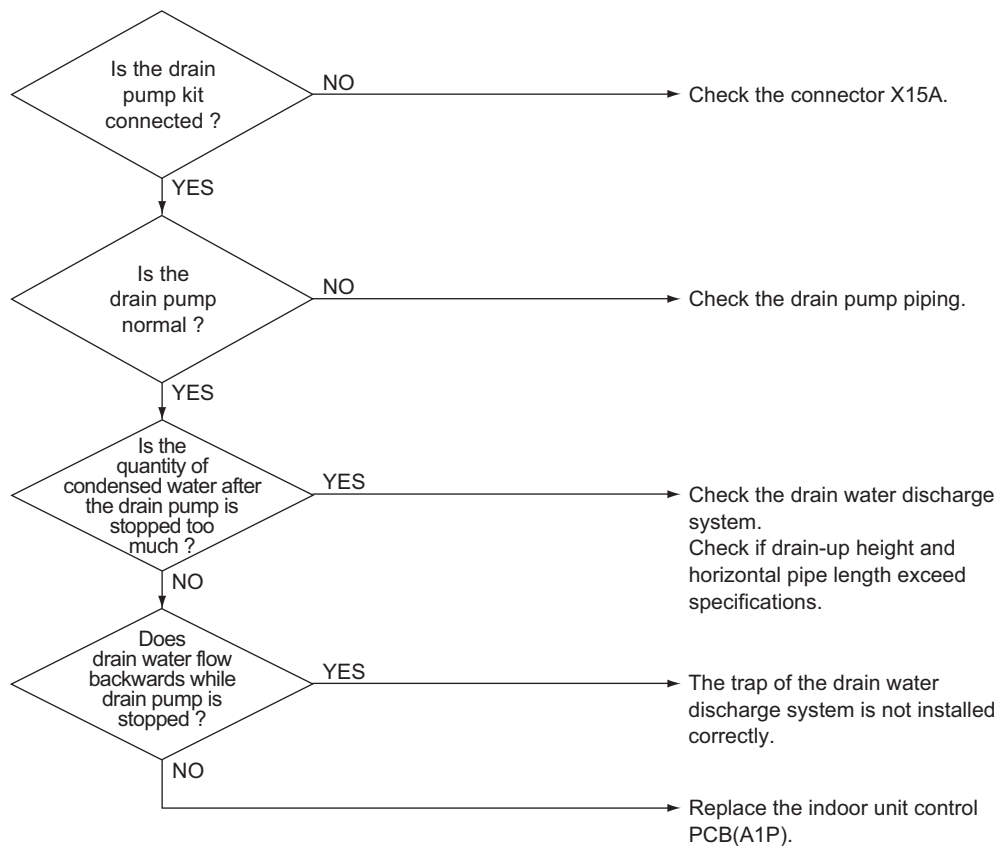 Is the drain
pump kit
connected ?
NO
Check the connector X15A.
YES
Is the
drain pump
normal ?
NO
Check the drain pump piping.
YES
Is the
quantity of
condensed water after
the drain pump is
stopped too
much ?
YES
Check the drain water discharge
system.
Check if drain-up height and
horizontal pipe length exceed
specifications.
NO
Does
drain water flow
backwards while
drain pump is
stopped ?
YES
The trap of the drain water
discharge system is not installed
correctly.
NO
Replace the indoor unit control
PCB(A1P).